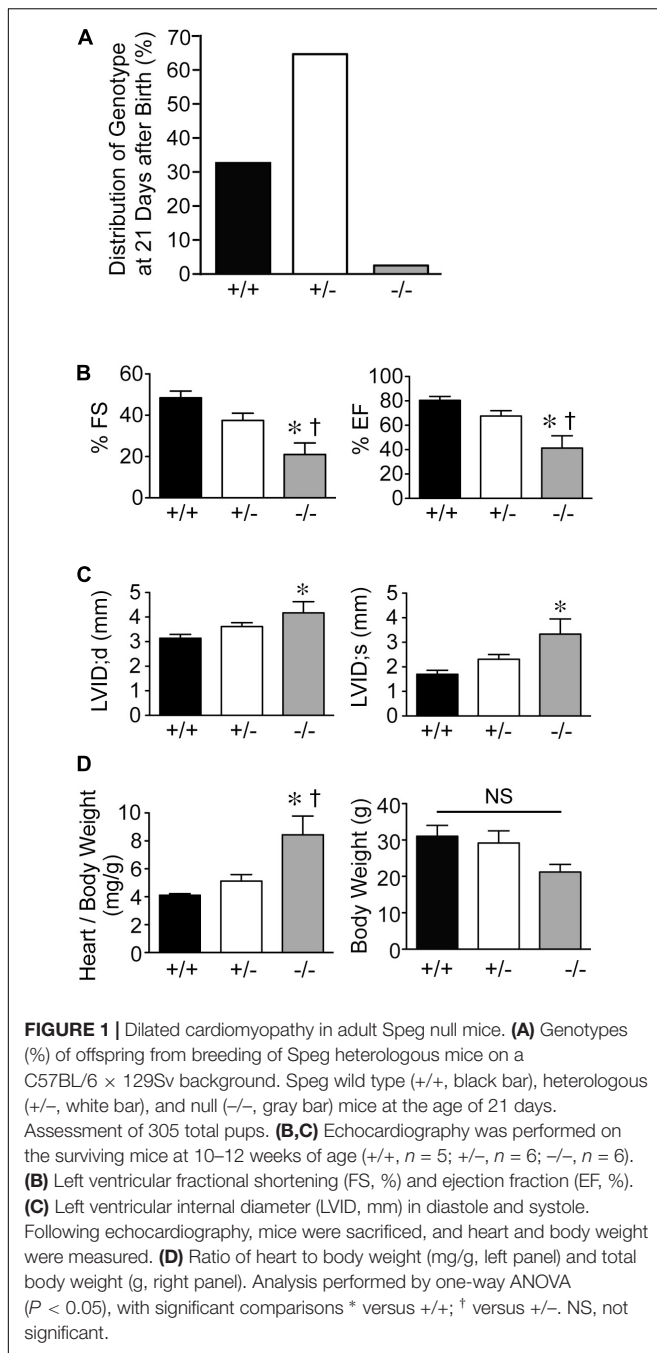 A
Distribution of Genotype
at 21 Days after Birth (%)
70
60
50
40
30
20
10
0
+/+ +/- -/-
B
% FS
60
40
20
0
* †
+/+ +/- -/-
% EF
100
80
60
40
20
0
* †
+/+ +/- -/-
C
LVID;d (mm)
5
4
3
2
1
0
*
+/+ +/- -/-
LVID;s (mm)
5
4
3
2
1
0
*
+/+ +/- -/-
D
Heart / Body Weight
(mg/g)
10
8
6
4
2
0
* †
+/+ +/- -/-
Body Weight (g)
40
30
20
10
0
NS
+/+ +/- -/-
FIGURE 1 | Dilated cardiomyopathy in adult Speg null mice. (A) Genotypes
(%) of offspring from breeding of Speg heterologous mice on a
C57BL/6 × 129Sv background. Speg wild type (+/+, black bar), heterologous
(+/–, white bar), and null (–/–, gray bar) mice at the age of 21 days.
Assessment of 305 total pups. (B,C) Echocardiography was performed on
the surviving mice at 10–12 weeks of age (+/+, n = 5; +/–, n = 6; –/–, n = 6).
(B) Left ventricular fractional shortening (FS, %) and ejection fraction (EF, %).
(C) Left ventricular internal diameter (LVID, mm) in diastole and systole.
Following echocardiography, mice were sacrificed, and heart and body weight
were measured. (D) Ratio of heart to body weight (mg/g, left panel) and total
body weight (g, right panel). Analysis performed by one-way ANOVA
(P < 0.05), with significant comparisons * versus +/+; † versus +/–. NS, not
significant.